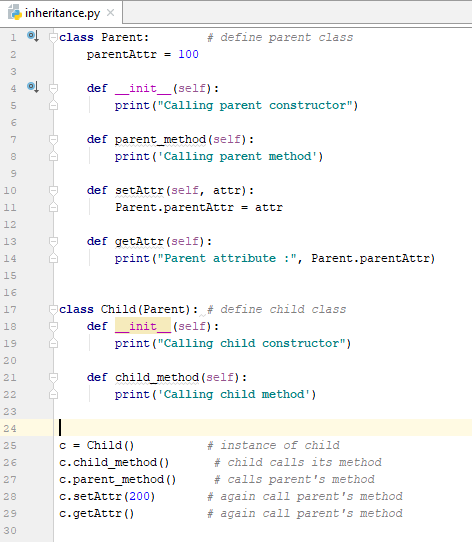 inheritance.py
1 class Parent:         # define parent class
2     parentAttr = 100
3
4     def __init__(self):
5         print("Calling parent constructor")
6
7     def parent_method(self):
8         print('Calling parent method')
9
10     def setAttr(self, attr):
11         Parent.parentAttr = attr
12
13     def getAttr(self):
14         print("Parent attribute :", Parent.parentAttr)
15
16
17 class Child(Parent): # define child class
18     def __init__(self):
19         print("Calling child constructor")
20
21     def child_method(self):
22         print('Calling child method')
23
24
25 c = Child()           # instance of child
26 c.child_method()       # child calls its method
27 c.parent_method()      # calls parent's method
28 c.setAttr(200)        # again call parent's method
29 c.getAttr()           # again call parent's method
30